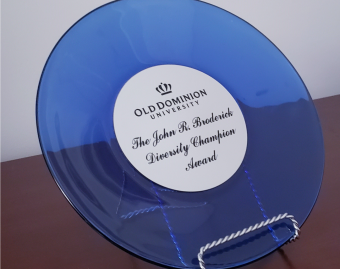 OLD DOMINION
UNIVERSITY
The John R. Broderick
Diversity Champion
Award